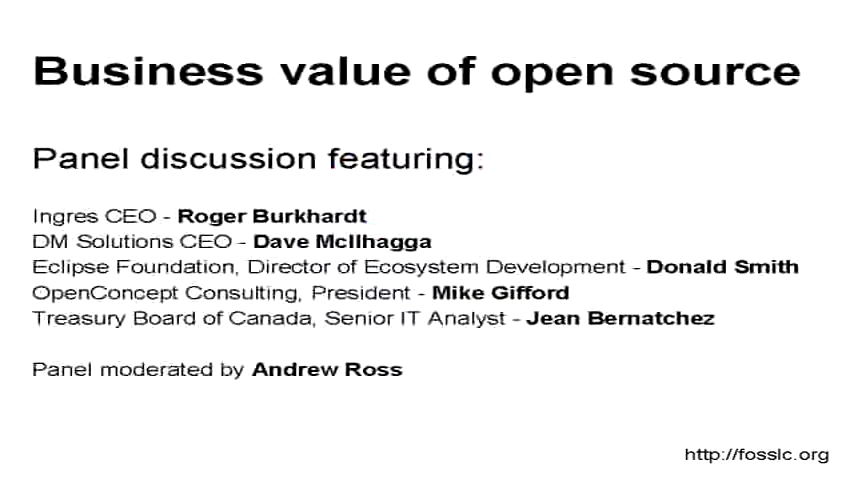 Business value of open source
Panel discussion featuring:
Ingres CEO - Roger Burkhardt
DM Solutions CEO - Dave McIlhagga
Eclipse Foundation, Director of Ecosystem Development - Donald Smith
OpenConcept Consulting, President - Mike Gifford
Treasury Board of Canada, Senior IT Analyst - Jean Bernatchez
Panel moderated by Andrew Ross
http://fosslc.org